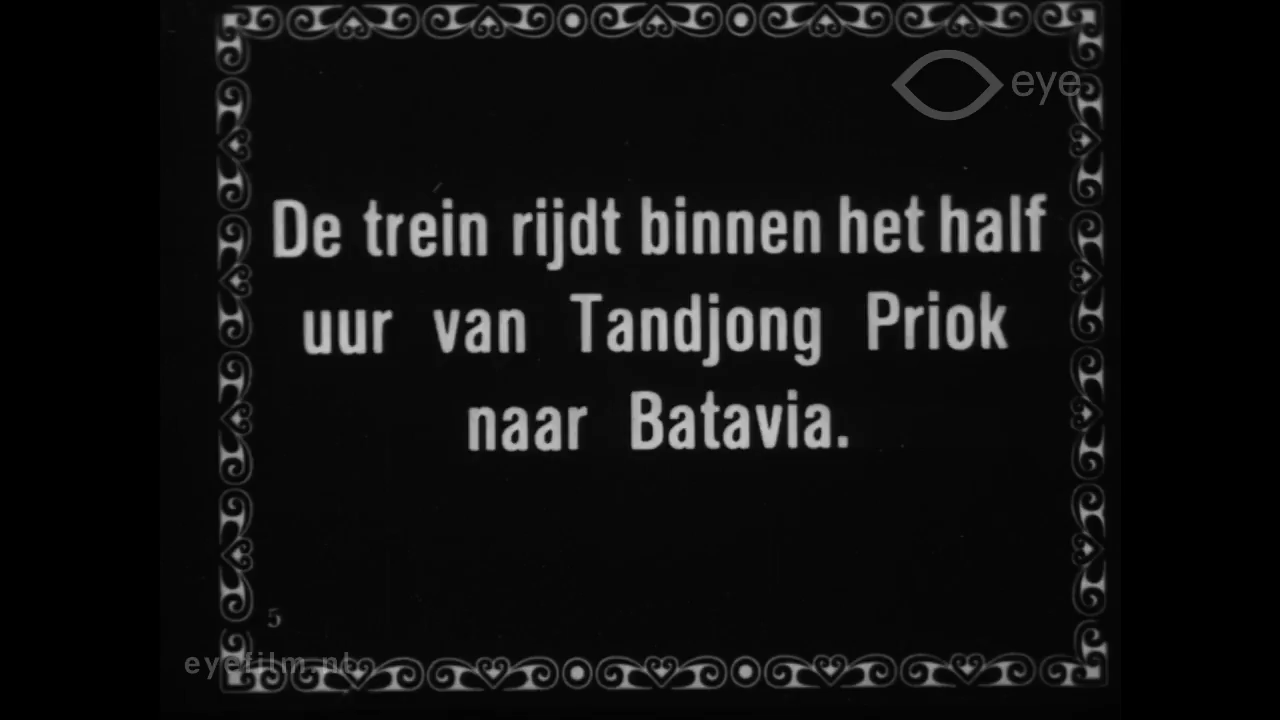 eye
De trein rijdt binnen het half
uur van Tandjong Priok
naar Batavia.
5
eyefilm.nl